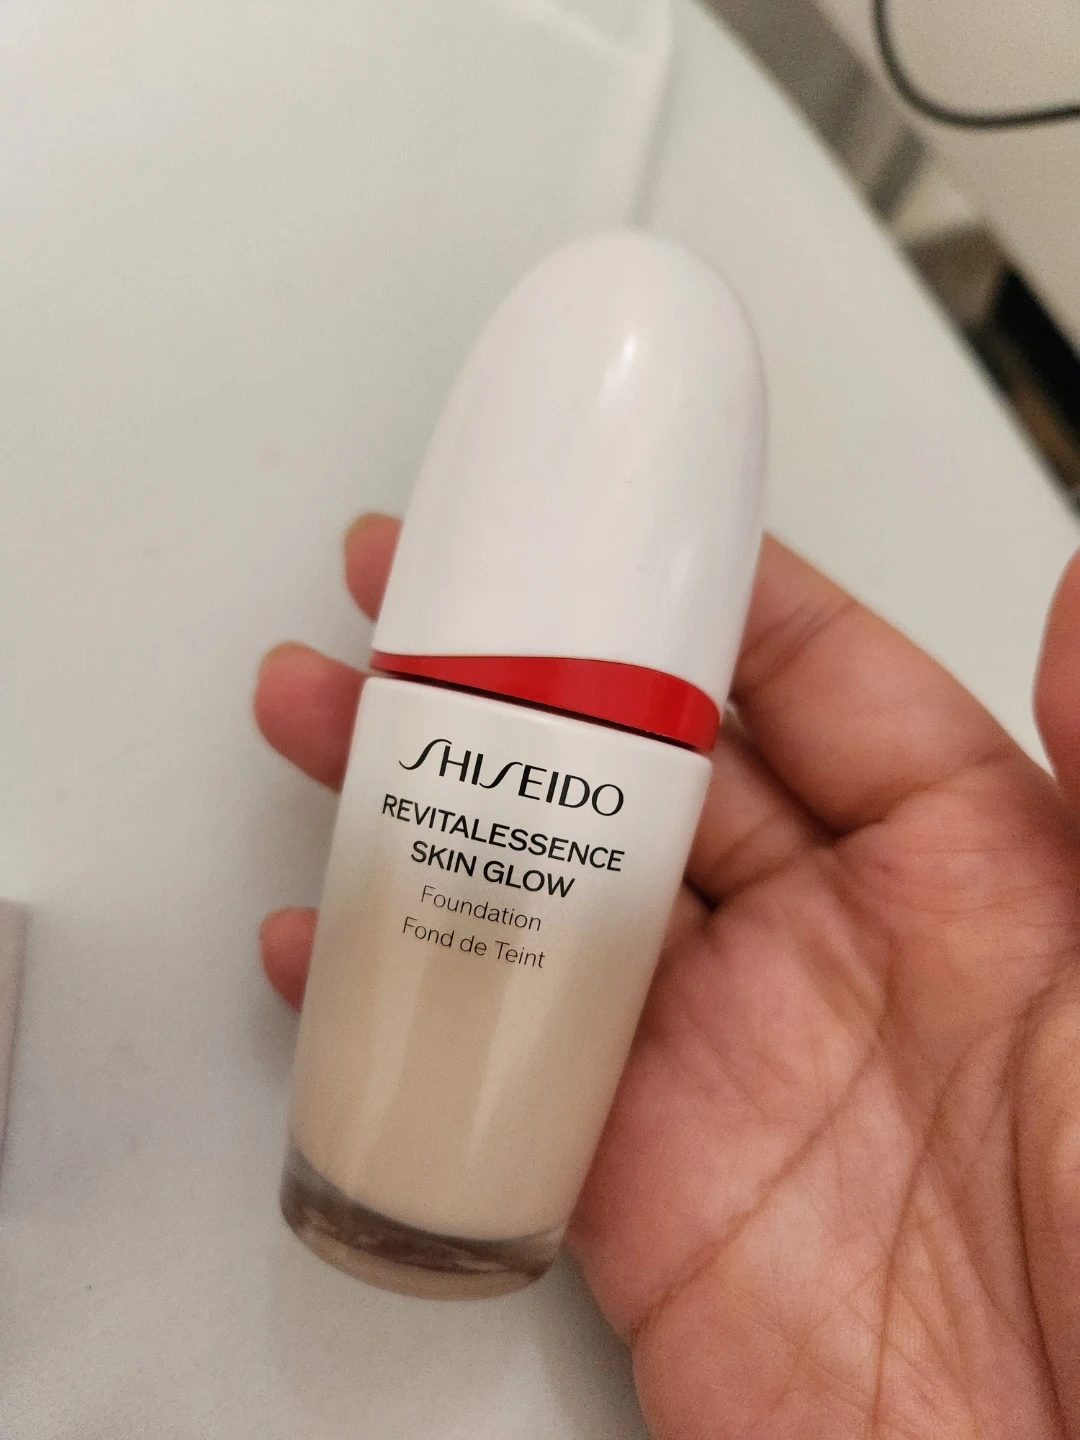 SHISEIDO
REVITALESSENCE
SKIN GLOW
Foundation
Fond de Teint